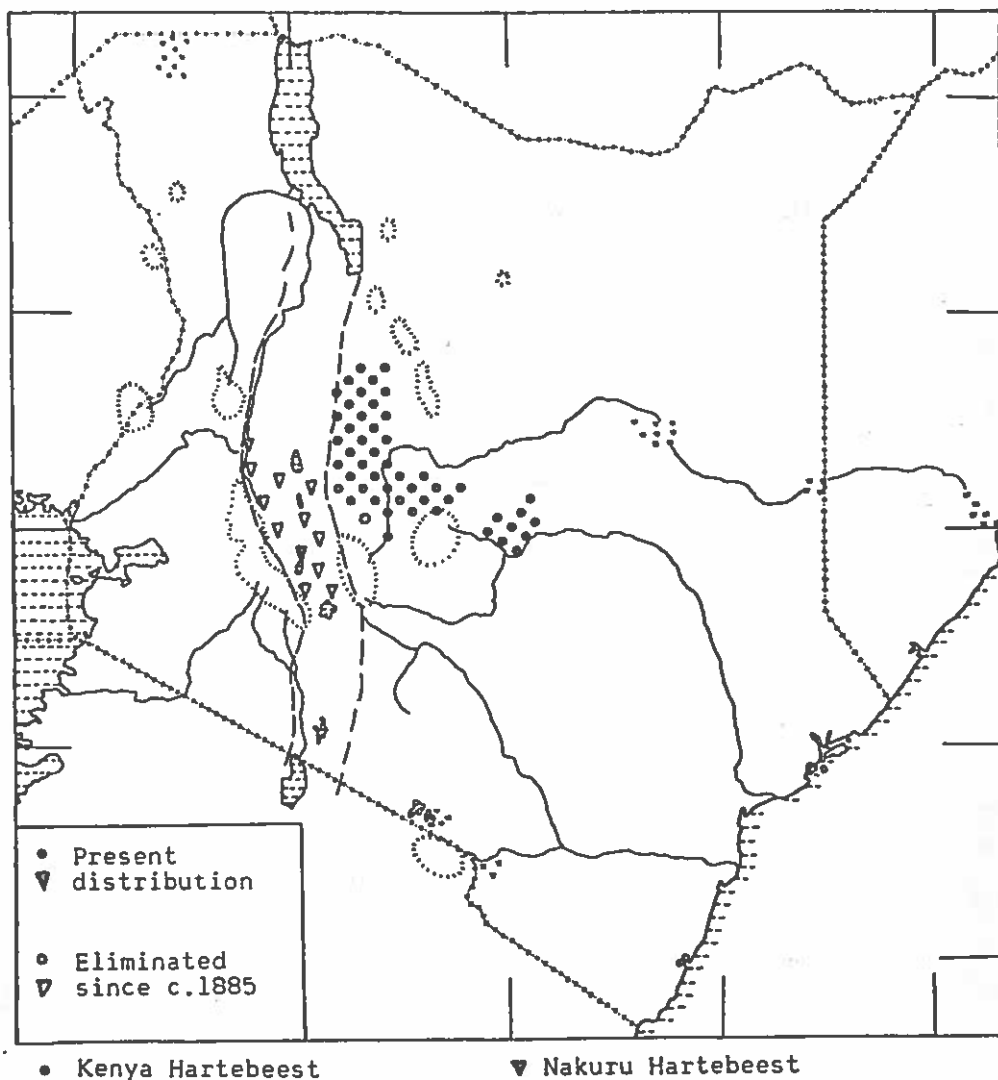 Present
distribution
Eliminated
since c.1885
Kenya Hartebeest
Nakuru Hartebeest